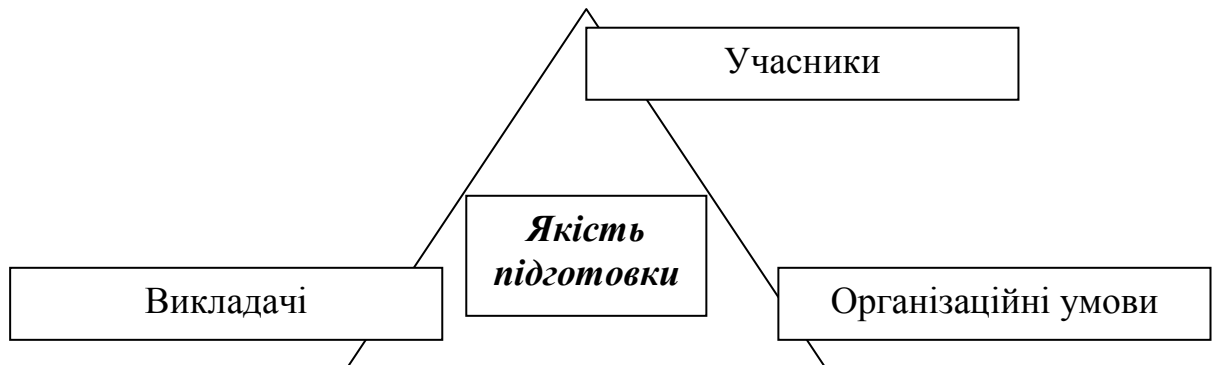 Учасники
Якість
підготовки
Викладачі
Організаційні умови